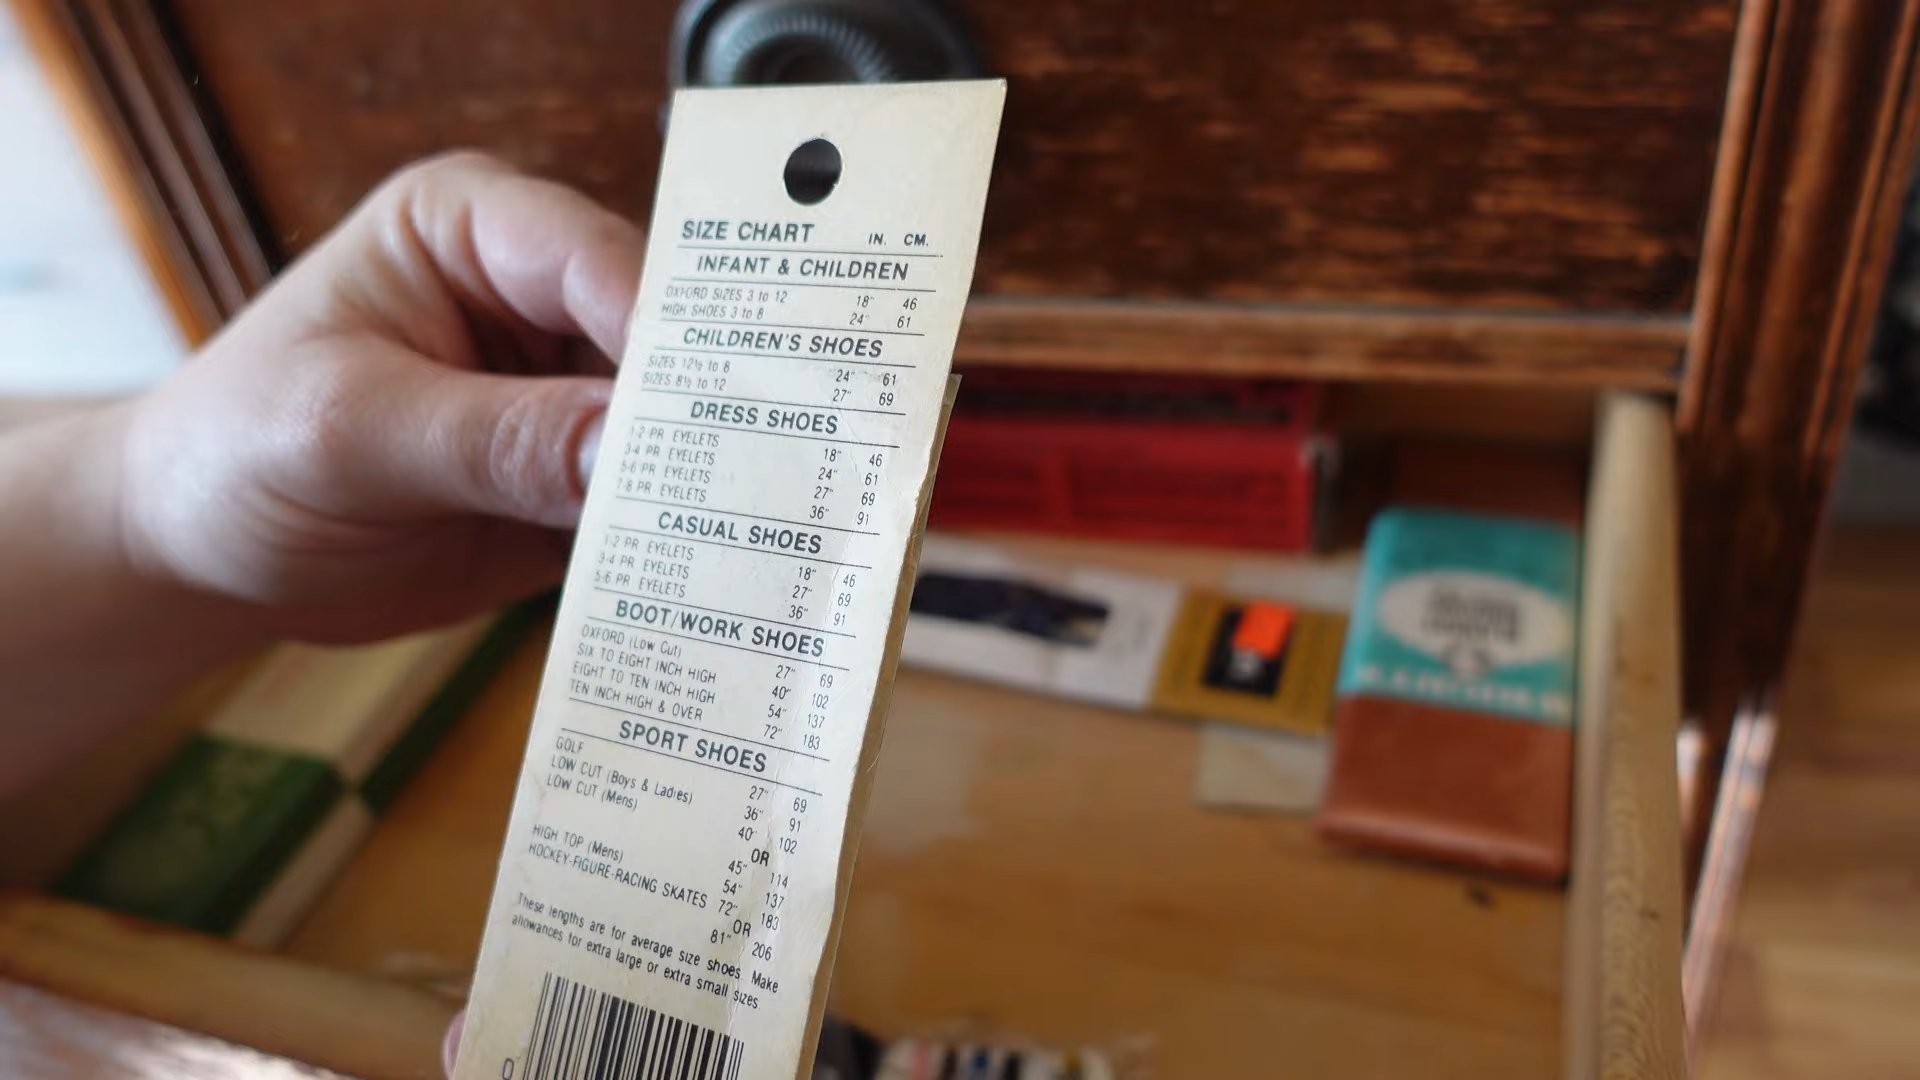 SIZE CHART IN. CM.
INFANT & CHILDREN
OXFORD SIZES 3 to 12 18" 46
HIGH SHOES 3 to 8 24" 61
CHILDREN'S SHOES
SIZES 12½ to 8 24" 61
SIZES 8½ to 12 27" 69
DRESS SHOES
1-2 PR EYELETS 18" 46
3-4 PR EYELETS 24" 61
5-6 PR EYELETS 27" 69
7-8 PR EYELETS 36" 91
CASUAL SHOES
1-2 PR EYELETS 18" 46
3-4 PR EYELETS 27" 69
5-6 PR EYELETS 36" 91
BOOT/WORK SHOES
OXFORD (Low Cut) 27" 69
SIX TO EIGHT INCH HIGH 40" 102
EIGHT TO TEN INCH HIGH 54" 137
TEN INCH HIGH & OVER 72" 183
SPORT SHOES
GOLF 27" 69
LOW CUT (Boys & Ladies) 36" 91
LOW CUT (Mens) 40" 102
OR
45" 114
HIGH TOP (Mens) 54" 137
HOCKEY-FIGURE-RACING SKATES 72" 183
OR
81" 206
These lengths are for average size shoes. Make
allowances for extra large or extra small sizes.
0